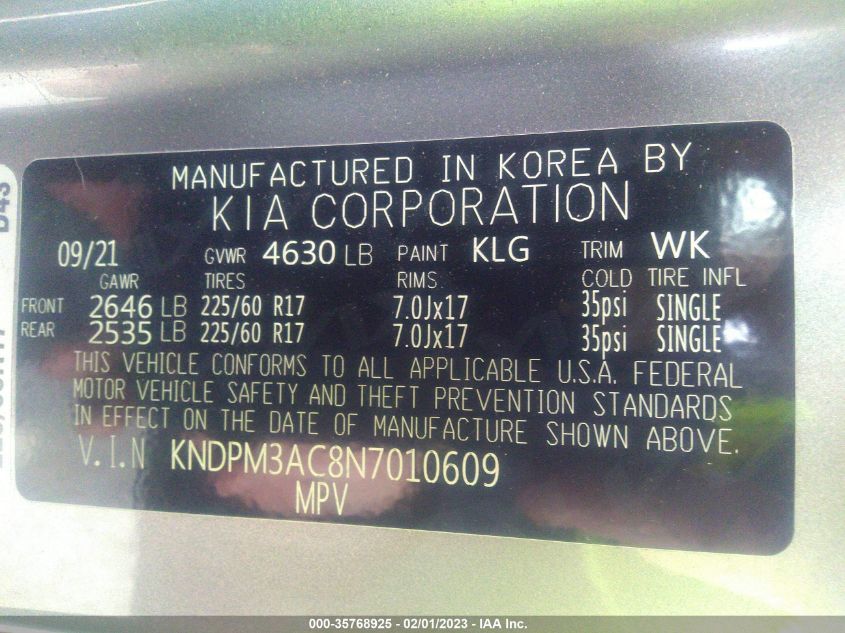 MANUFACTURED IN KOREA BY
KIA CORPORATION
09/21 GVWR 4630 LB PAINT KLG TRIM WK
GAWR TIRES RIMS COLD TIRE INFL
FRONT 2646 LB 225/60 R17 7.0Jx17 35psi SINGLE
REAR 2535 LB 225/60 R17 7.0Jx17 35psi SINGLE
THIS VEHICLE CONFORMS TO ALL APPLICABLE U.S.A. FEDERAL
MOTOR VEHICLE SAFETY AND THEFT PREVENTION STANDARDS
IN EFFECT ON THE DATE OF MANUFACTURE SHOWN ABOVE.
V.I.N KNDPM3AC8N7010609
MPV
000-35768925 - 02/01/2023 - IAA Inc.